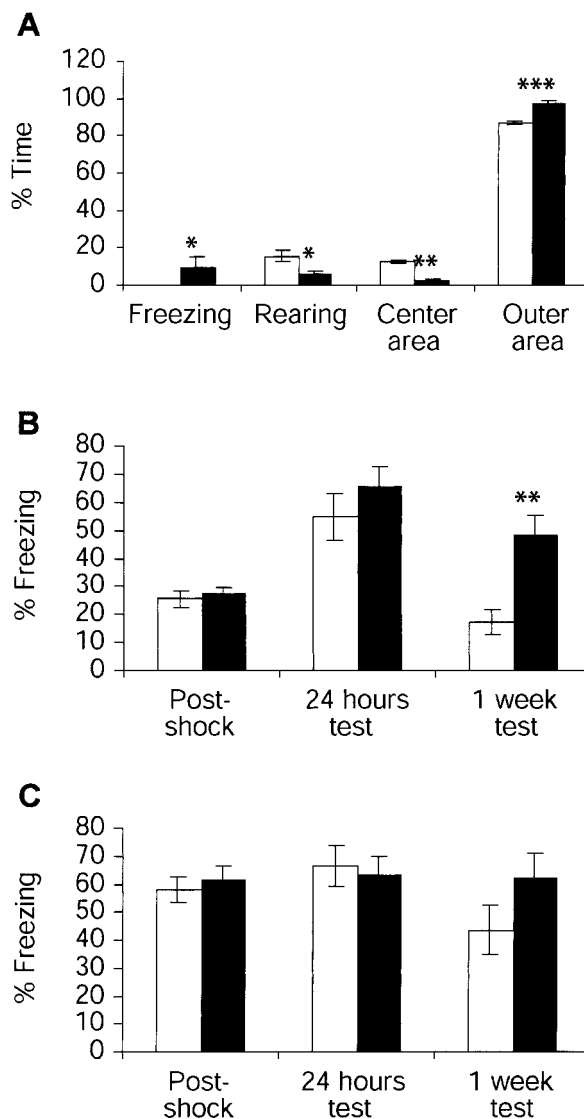 A
% Time
120
100
80
60
40
20
0
*
*
**
***
Freezing
Rearing
Center
area
Outer
area
B
% Freezing
80
70
60
50
40
30
20
10
0
**
Post-
shock
24 hours
test
1 week
test
C
% Freezing
80
70
60
50
40
30
20
10
0
Post-
shock
24 hours
test
1 week
test